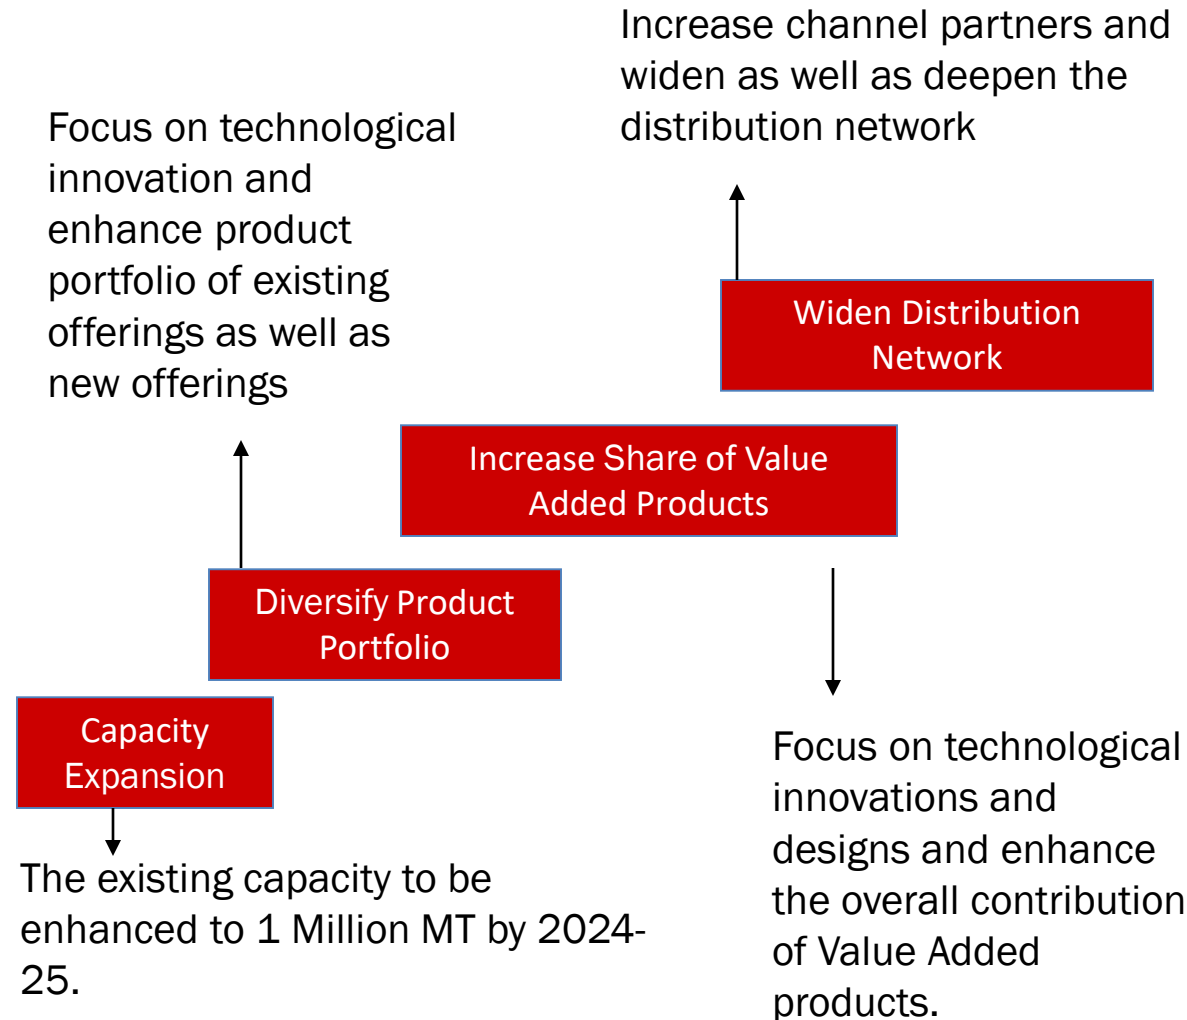 Increase channel partners and
widen as well as deepen the
distribution network
Focus on technological
innovation and
enhance product
portfolio of existing
offerings as well as
new offerings
Widen Distribution
Network
Increase Share of Value
Added Products
Diversify Product
Portfolio
Capacity
Expansion
The existing capacity to be
enhanced to 1 Million MT by 2024-
25.
Focus on technological
innovations and
designs and enhance
the overall contribution
of Value Added
products.